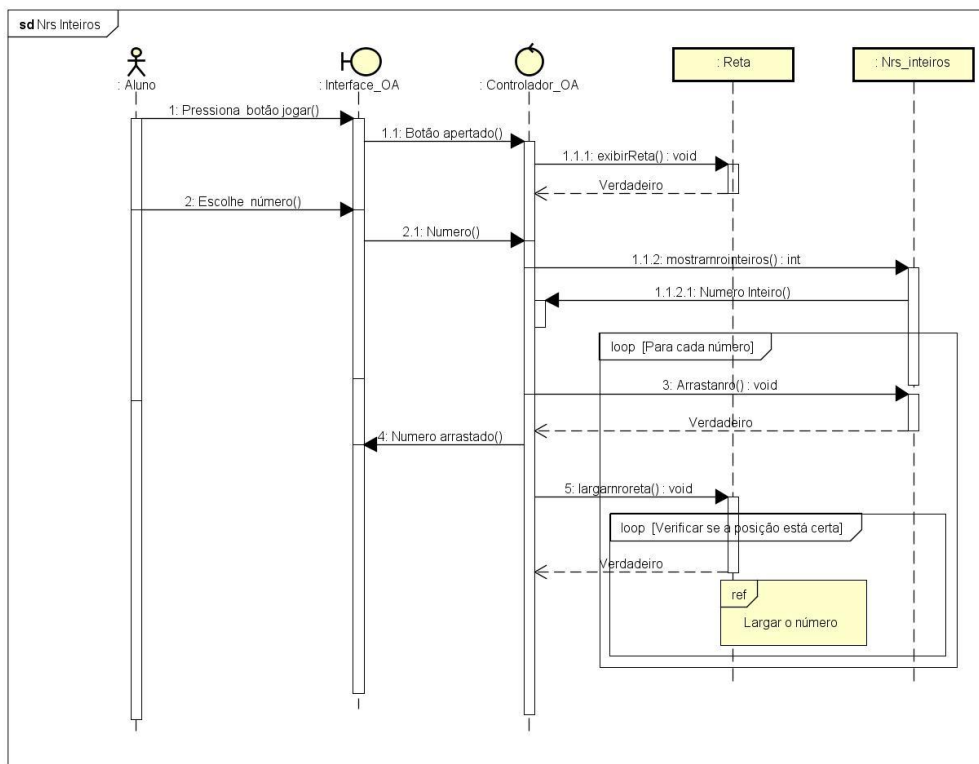 sd Nrs Inteiros
: Aluno
: Interface_OA
: Controlador_OA
: Reta
: Nrs_inteiros
1: Pressiona botão jogar()
1.1: Botão apertado()
1.1.1: exibirReta() : void
Verdadeiro
2: Escolhe número()
2.1: Numero()
1.1.2: mostrarnrointeiros() : int
1.1.2.1: Numero Inteiro()
loop [Para cada número]
3: Arrastanro() : void
Verdadeiro
4: Numero arrastado()
5: largarnroreta() : void
loop [Verificar se a posição está certa]
Verdadeiro
ref
Largar o número